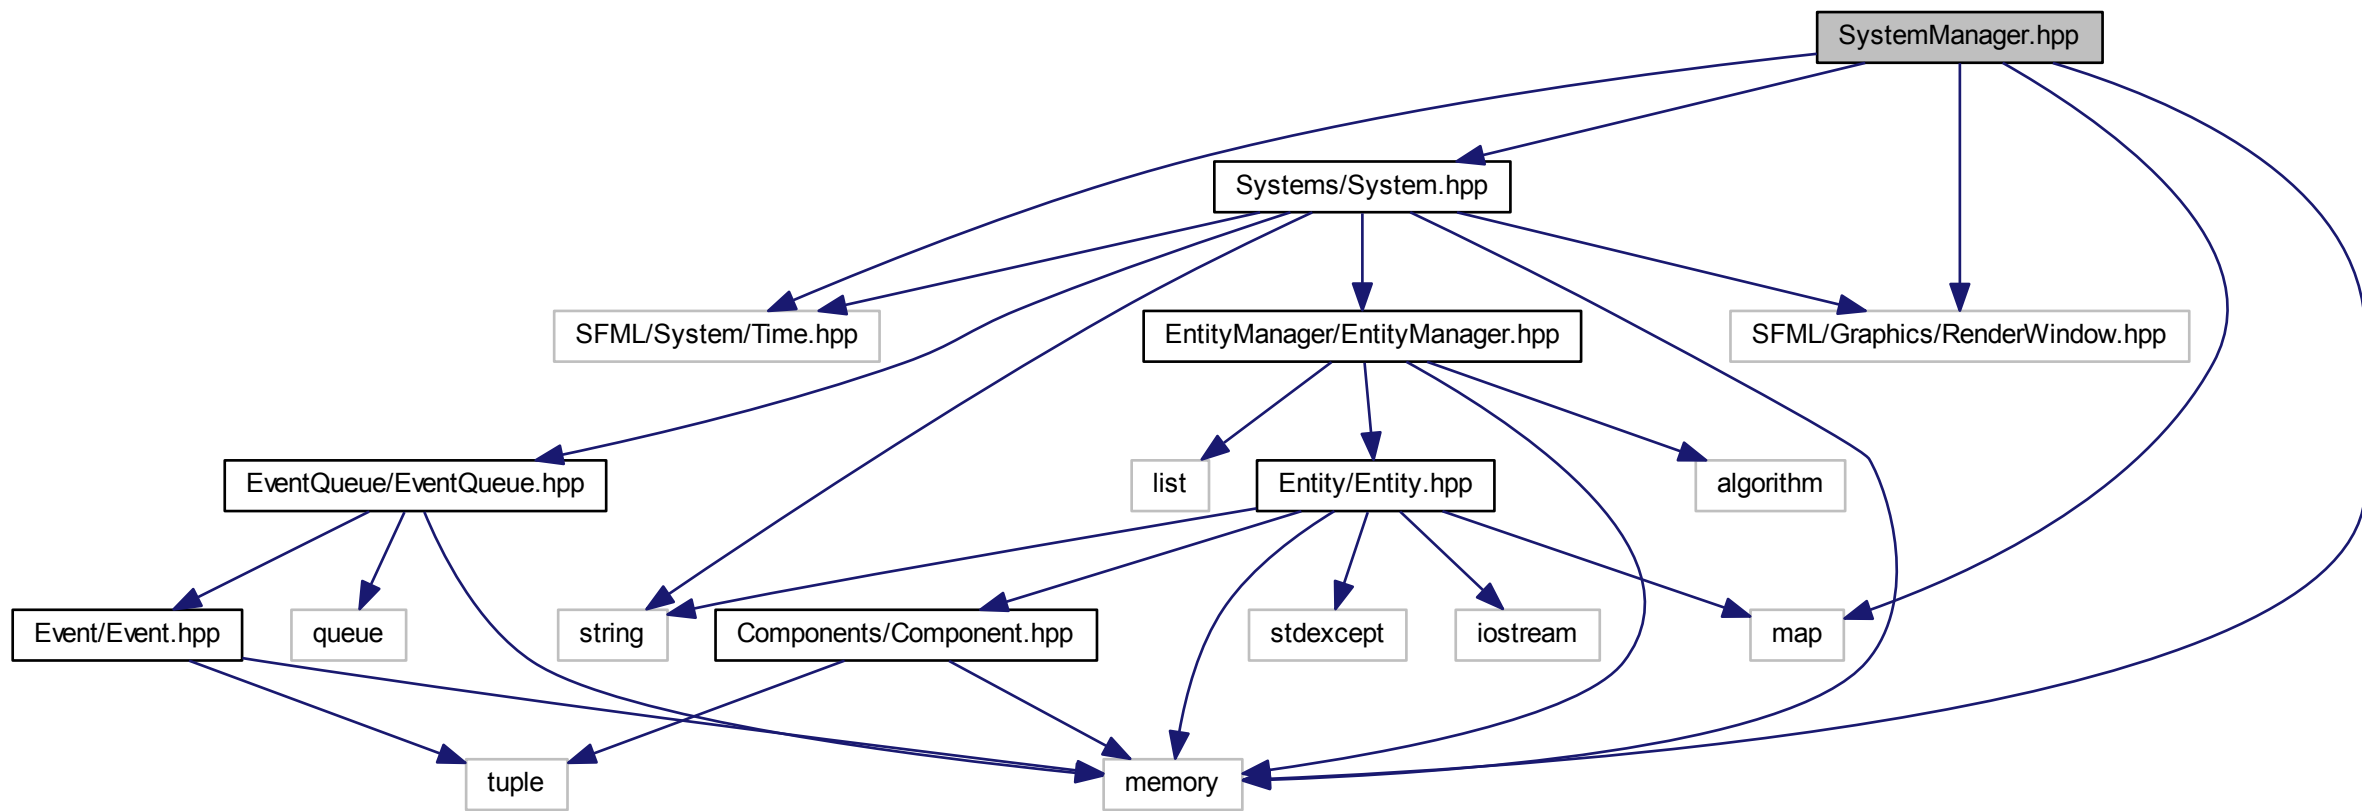 SystemManager.hpp
Systems/System.hpp
SFML/System/Time.hpp
EntityManager/EntityManager.hpp
SFML/Graphics/RenderWindow.hpp
EventQueue/EventQueue.hpp
list
Entity/Entity.hpp
algorithm
Event/Event.hpp
queue
string
Components/Component.hpp
stdexcept
iostream
map
tuple
memory